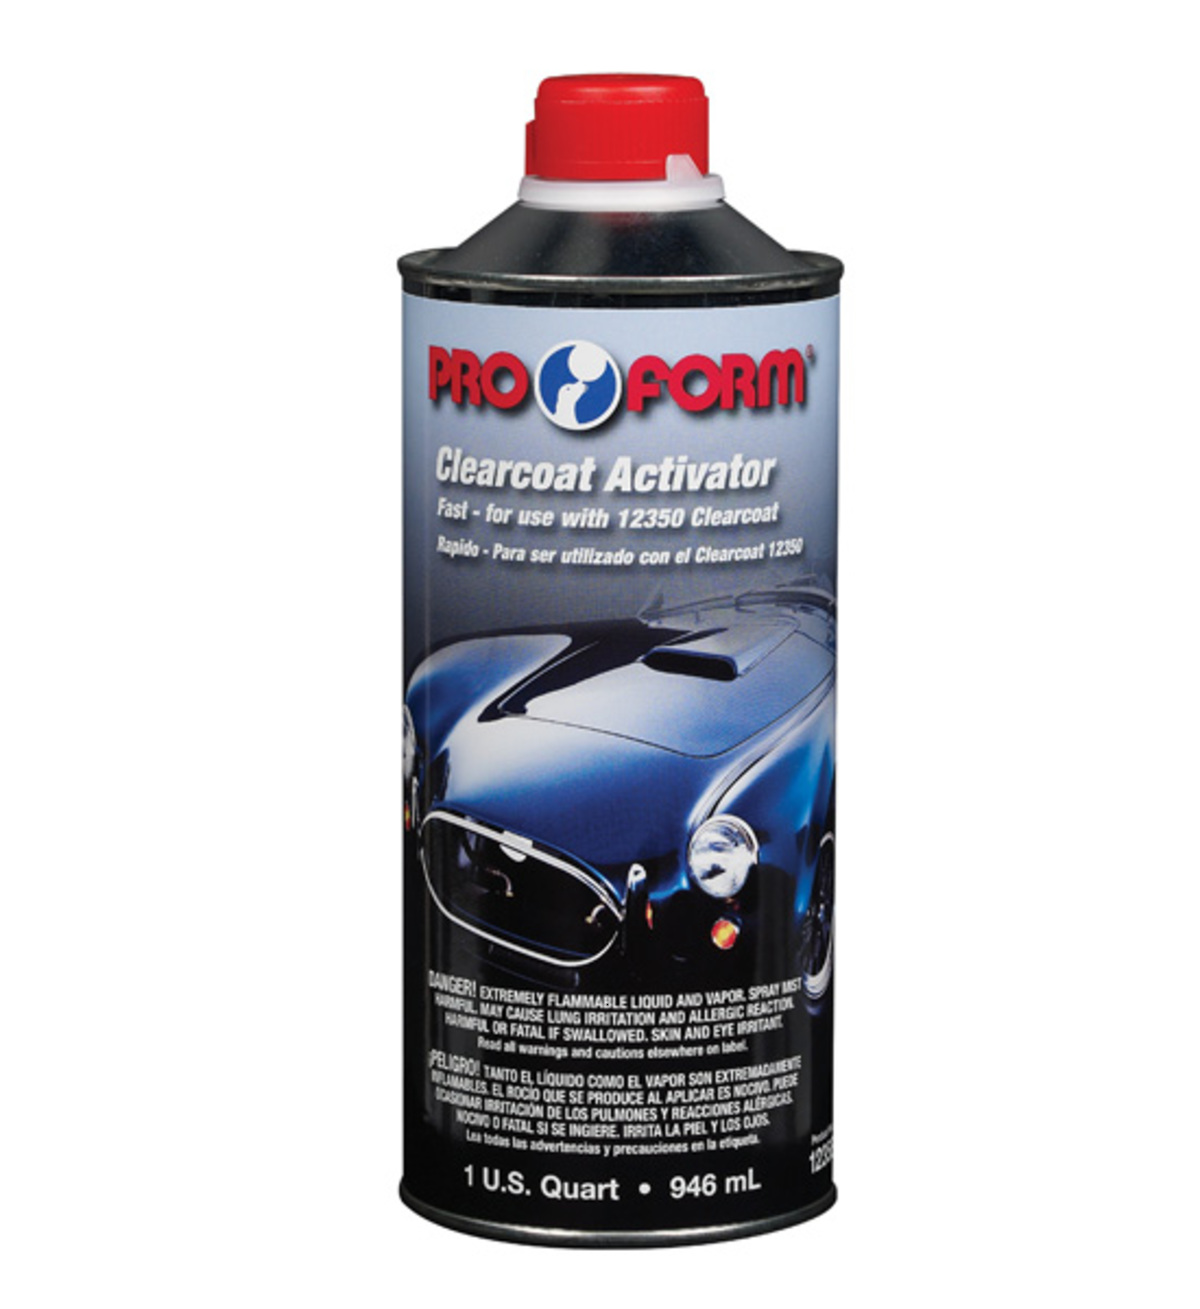 PRO FORM®
Clearcoat Activator
Fast - for use with 12350 Clearcoat
Rapido - Para ser utilizado con el Clearcoat 12350
DANGER! EXTREMELY FLAMMABLE LIQUID AND VAPOR. SPRAY MIST
HARMFUL. MAY CAUSE LUNG IRRITATION AND ALLERGIC REACTION.
HARMFUL OR FATAL IF SWALLOWED. SKIN AND EYE IRRITANT.
Read all warnings and cautions elsewhere on label.
¡PELIGRO! TANTO EL LÍQUIDO COMO EL VAPOR SON EXTREMADAMENTE
INFLAMABLES. EL ROCÍO QUE SE PRODUCE AL APLICAR ES NOCIVO. PUEDE
OCASIONAR IRRITACIÓN DE LOS PULMONES Y REACCIONES ALÉRGICAS.
NOCIVO O FATAL SI SE INGIERE. IRRITA LA PIEL Y LOS OJOS.
Lea todas las advertencias y precauciones en la etiqueta.
1 U.S. Quart • 946 mL